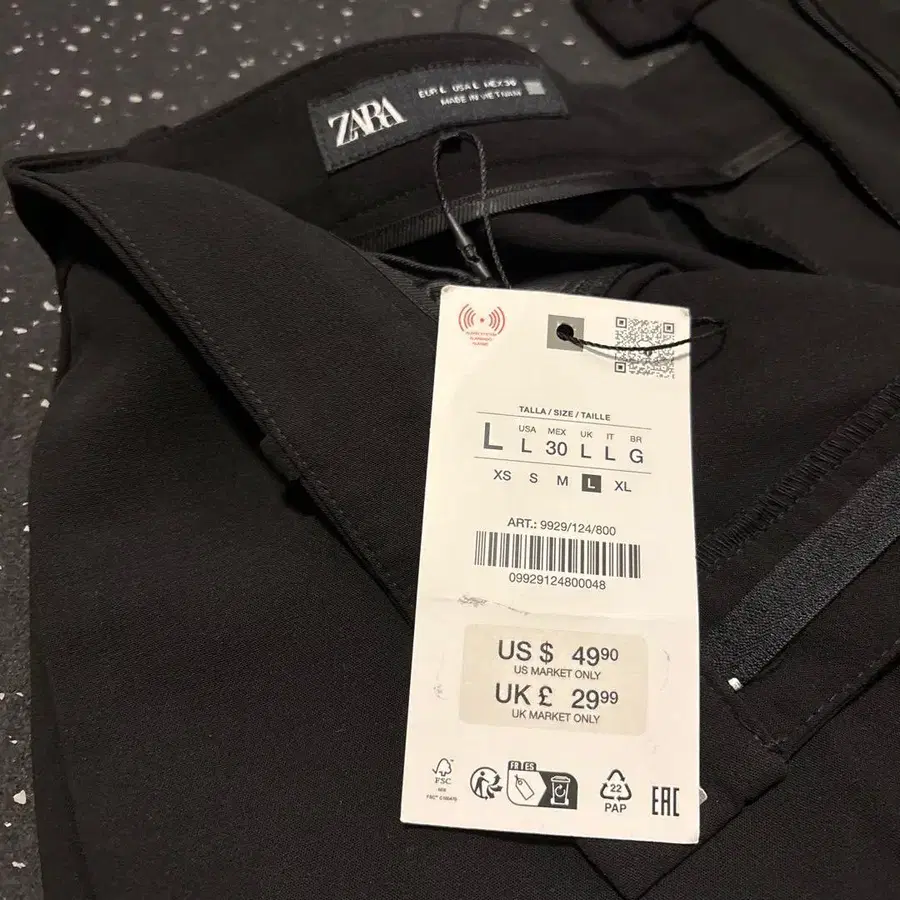 ZARA
EUR L USA L MEX 30
MADE IN VIETNAM
TALLA / SIZE / TAILLE
L
USA MEX UK IT BR
L 30 L L G
XS S M L XL
ART.: 9929/124/800
09929124800048
US $ 49 90
US MARKET ONLY
UK £ 29 99
UK MARKET ONLY
FSC
FR ES
22
PAP
EAC